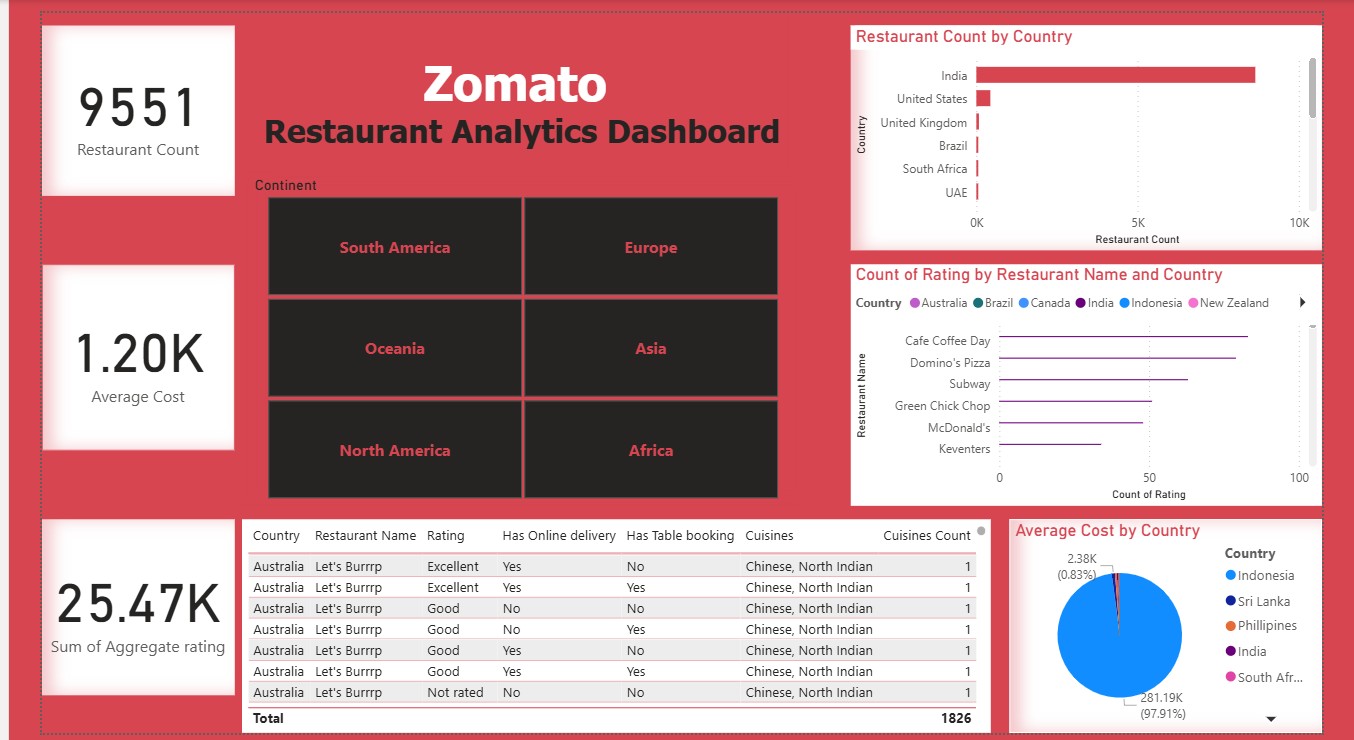 9551
Restaurant Count
1.20K
Average Cost
25.47K
Sum of Aggregate rating
Zomato
Restaurant Analytics Dashboard
Continent
South America
Europe
Oceania
Asia
North America
Africa
Restaurant Count by Country
Country
India
United States
United Kingdom
Brazil
South Africa
UAE
0K 5K 10K
Restaurant Count
Count of Rating by Restaurant Name and Country
Country Australia Brazil Canada India Indonesia New Zealand
Restaurant Name
Cafe Coffee Day
Domino's Pizza
Subway
Green Chick Chop
McDonald's
Keventers
0 50 100
Count of Rating
Country Restaurant Name Rating Has Online delivery Has Table booking Cuisines Cuisines Count
Australia Let's Burrrp Excellent Yes No Chinese, North Indian 1
Australia Let's Burrrp Excellent Yes Yes Chinese, North Indian 1
Australia Let's Burrrp Good No No Chinese, North Indian 1
Australia Let's Burrrp Good No Yes Chinese, North Indian 1
Australia Let's Burrrp Good Yes No Chinese, North Indian 1
Australia Let's Burrrp Good Yes Yes Chinese, North Indian 1
Australia Let's Burrrp Not rated No No Chinese, North Indian 1
Total 1826
Average Cost by Country
2.38K
(0.83%)
281.19K
(97.91%)
Country
Indonesia
Sri Lanka
Phillipines
India
South Afr...